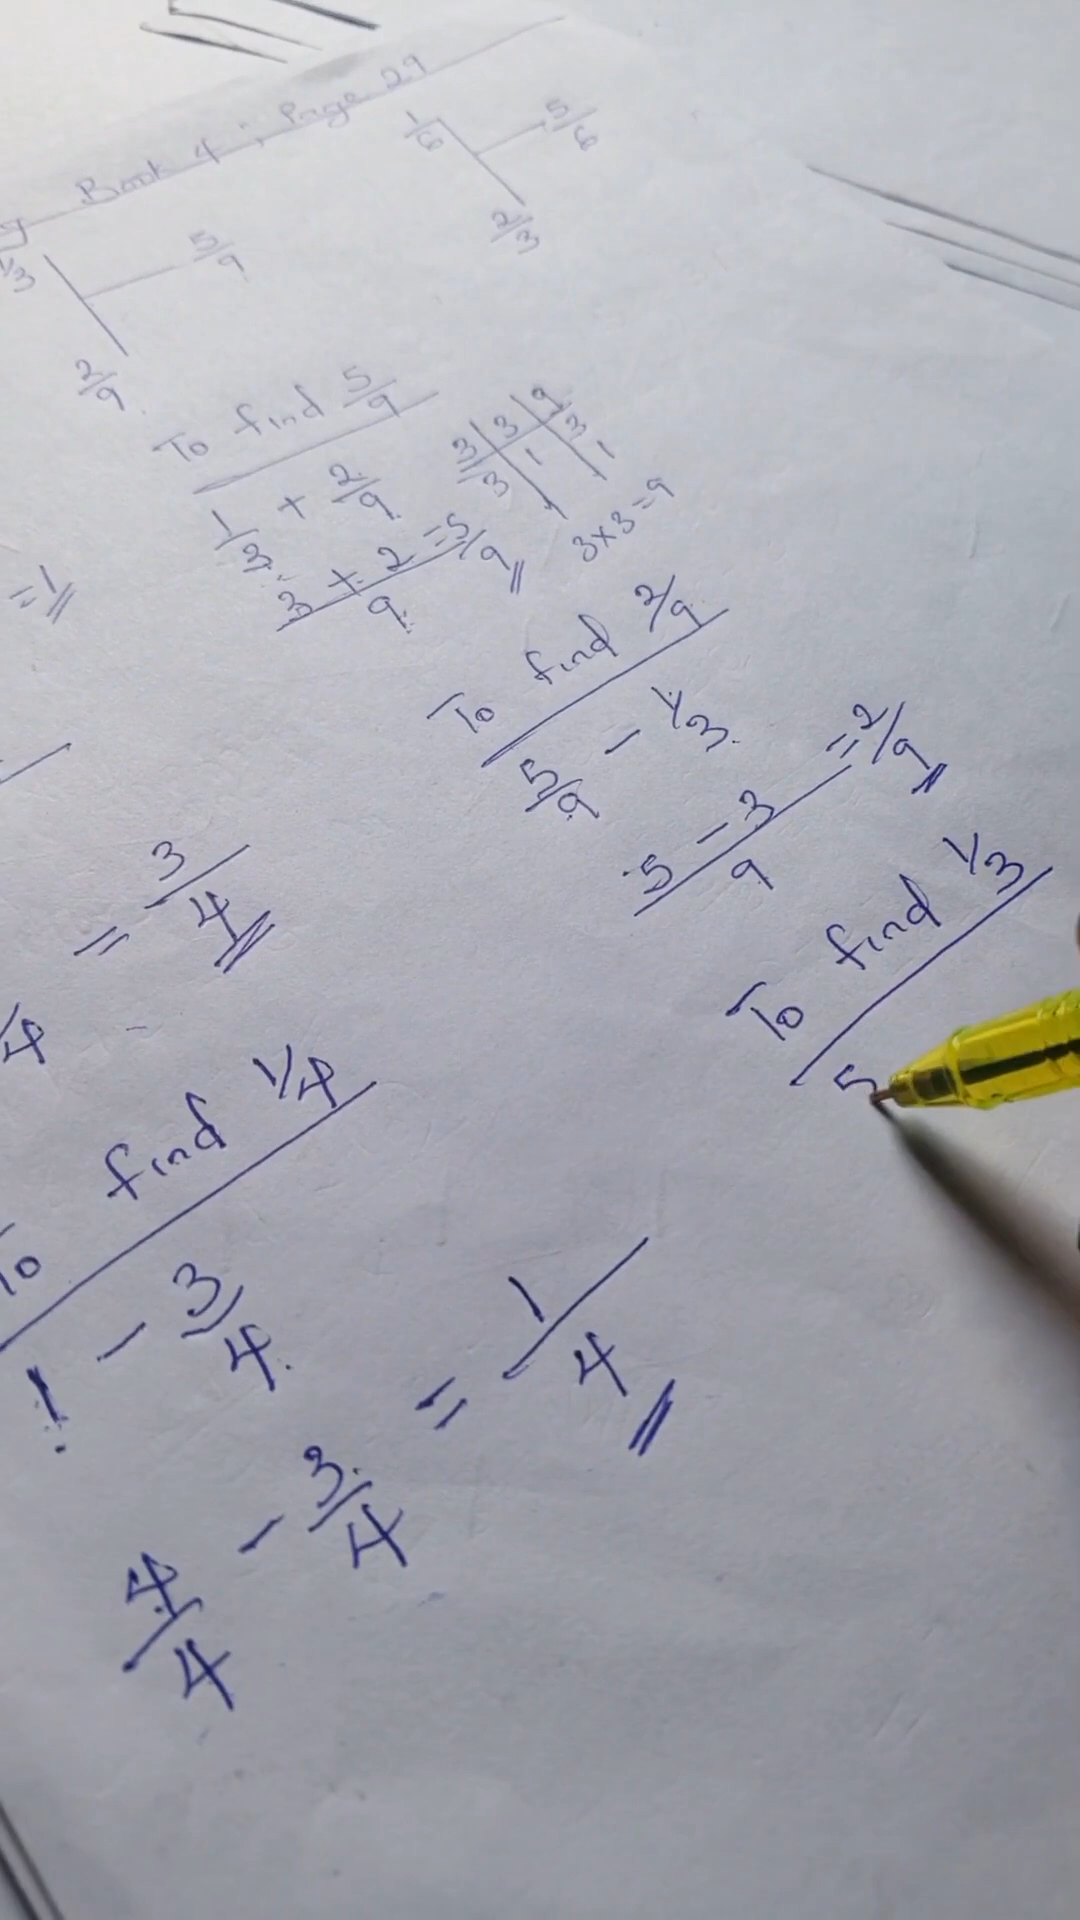 Book 4 ; Page 29
1/6 5/6
2/3
1/3 5/9
2/9
To find 5/9
1/3 + 2/9
3 + 2 = 5/9
9
3 | 3 | 9
3 | 1 | 3
1
3 x 3 = 9
= 1
To find 2/9
5/9 - 1/3
5 - 3 = 2/9
9
To find 1/3
5
= 3/4
/4
To find 1/4
1 - 3/4
4/4 - 3/4 = 1/4